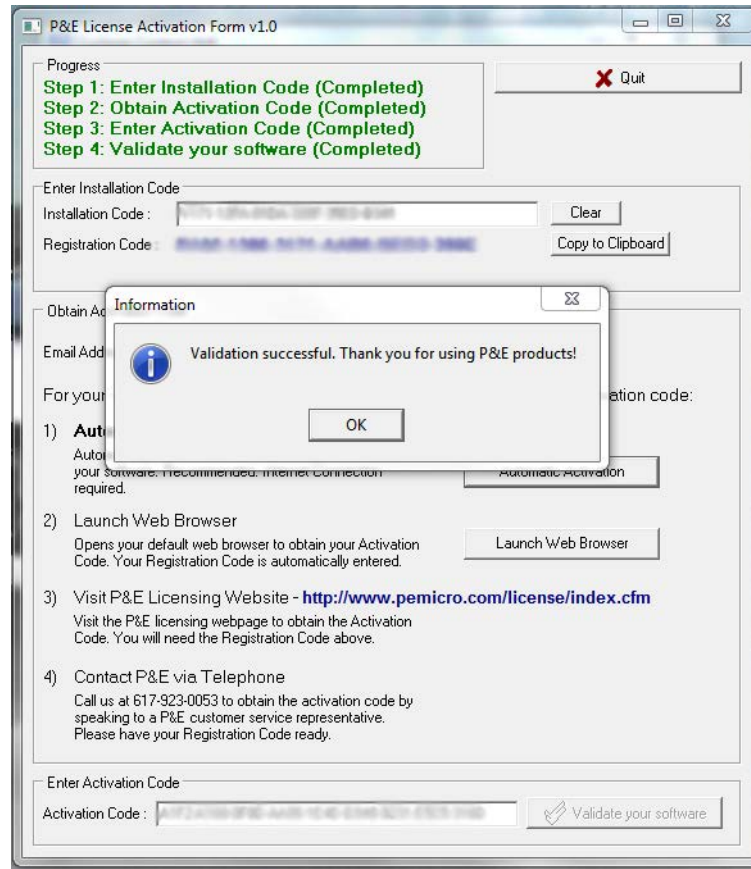 P&E License Activation Form v1.0
Progress
Step 1: Enter Installation Code (Completed)
Step 2: Obtain Activation Code (Completed)
Step 3: Enter Activation Code (Completed)
Step 4: Validate your software (Completed)
Quit
Enter Installation Code
Installation Code :
Clear
Registration Code :
Copy to Clipboard
Information
Validation successful. Thank you for using P&E products!
OK
Obtain
Email
For your
ation code:
1)
your software. Recommended. Internet Connection
required.
Automatic Activation
2) Launch Web Browser
Opens your default web browser to obtain your Activation
Code. Your Registration Code is automatically entered.
Launch Web Browser
3) Visit P&E Licensing Website - http://www.pemicro.com/license/index.cfm
Visit the P&E licensing webpage to obtain the Activation
Code. You will need the Registration Code above.
4) Contact P&E via Telephone
Call us at 617-923-0053 to obtain the activation code by
speaking to a P&E customer service representative.
Please have your Registration Code ready.
Enter Activation Code
Activation Code :
Validate your software